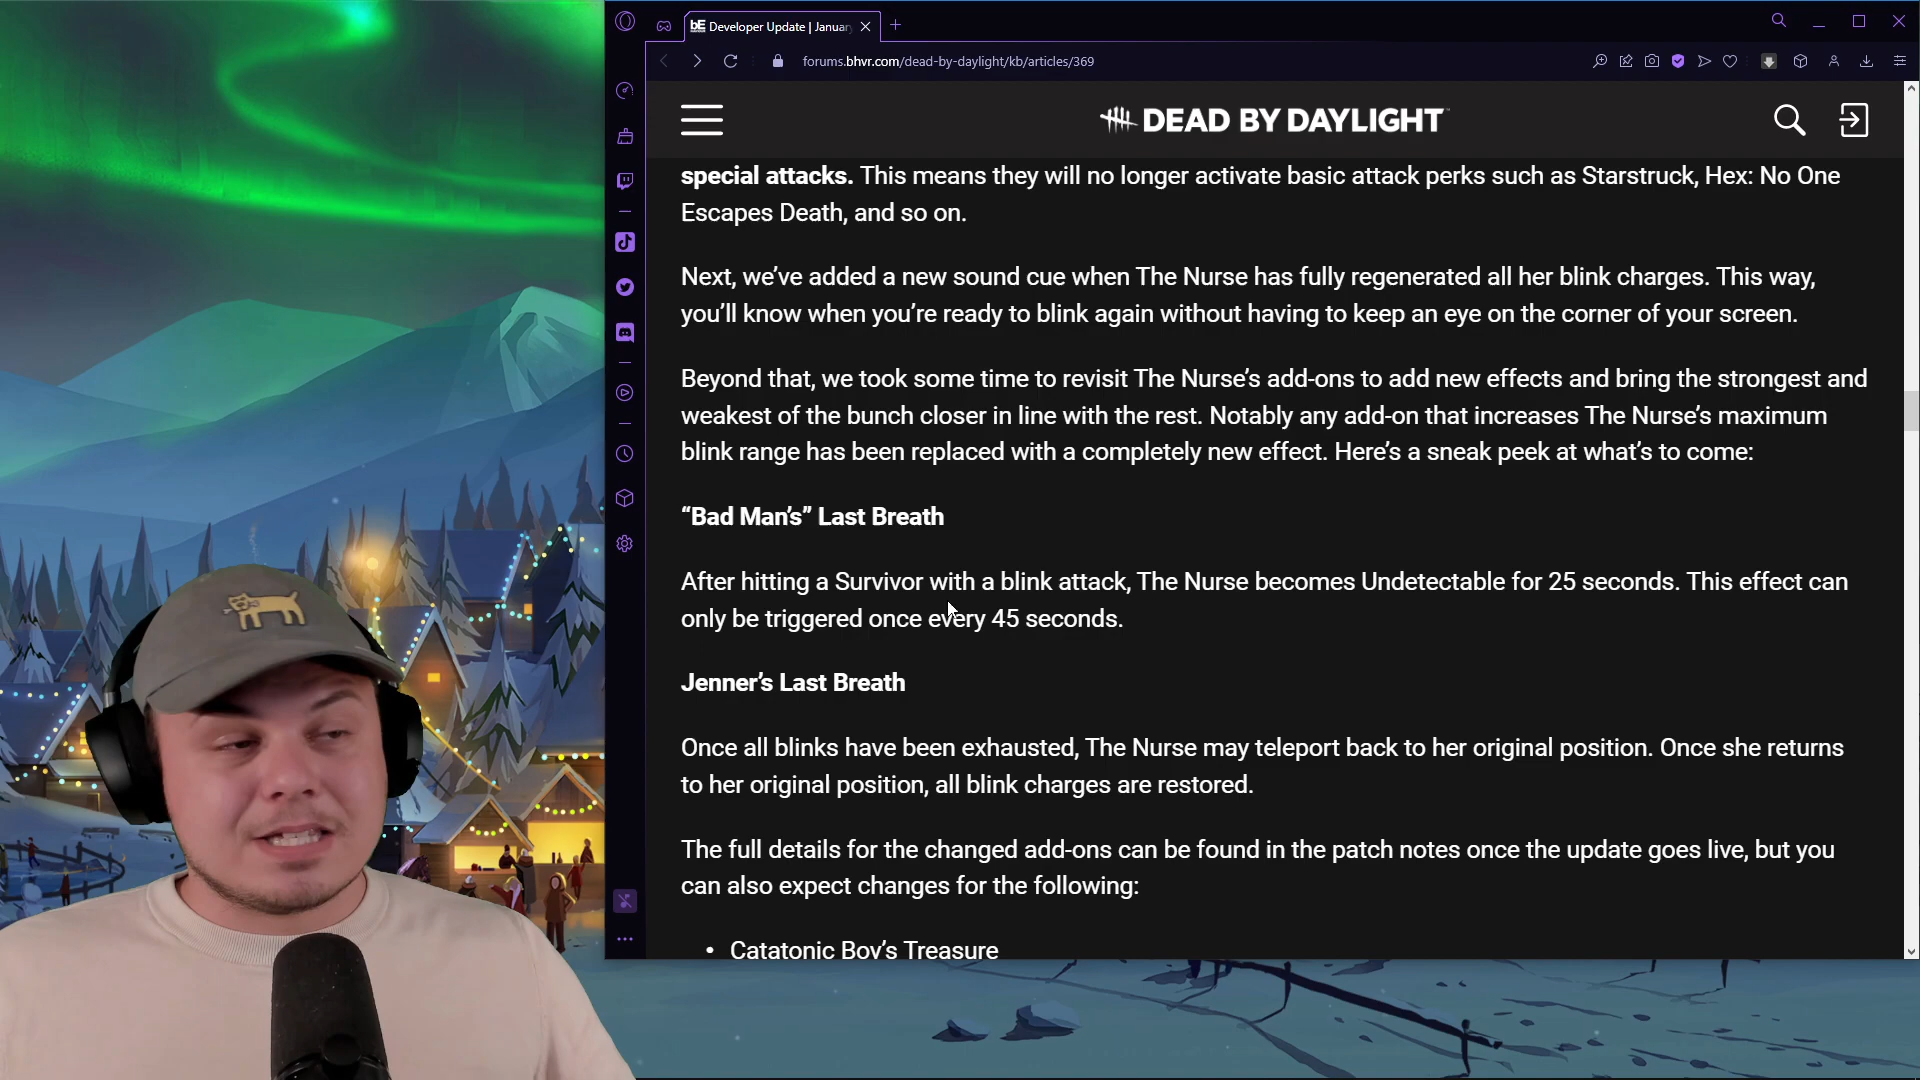 bE Developer Update | Januar
forums.bhvr.com/dead-by-daylight/kb/articles/369
DEAD BY DAYLIGHT
special attacks. This means they will no longer activate basic attack perks such as Starstruck, Hex: No One
Escapes Death, and so on.
Next, we’ve added a new sound cue when The Nurse has fully regenerated all her blink charges. This way,
you’ll know when you’re ready to blink again without having to keep an eye on the corner of your screen.
Beyond that, we took some time to revisit The Nurse’s add-ons to add new effects and bring the strongest and
weakest of the bunch closer in line with the rest. Notably any add-on that increases The Nurse’s maximum
blink range has been replaced with a completely new effect. Here’s a sneak peek at what’s to come:
“Bad Man’s” Last Breath
After hitting a Survivor with a blink attack, The Nurse becomes Undetectable for 25 seconds. This effect can
only be triggered once every 45 seconds.
Jenner’s Last Breath
Once all blinks have been exhausted, The Nurse may teleport back to her original position. Once she returns
to her original position, all blink charges are restored.
The full details for the changed add-ons can be found in the patch notes once the update goes live, but you
can also expect changes for the following:
• Catatonic Boy’s Treasure